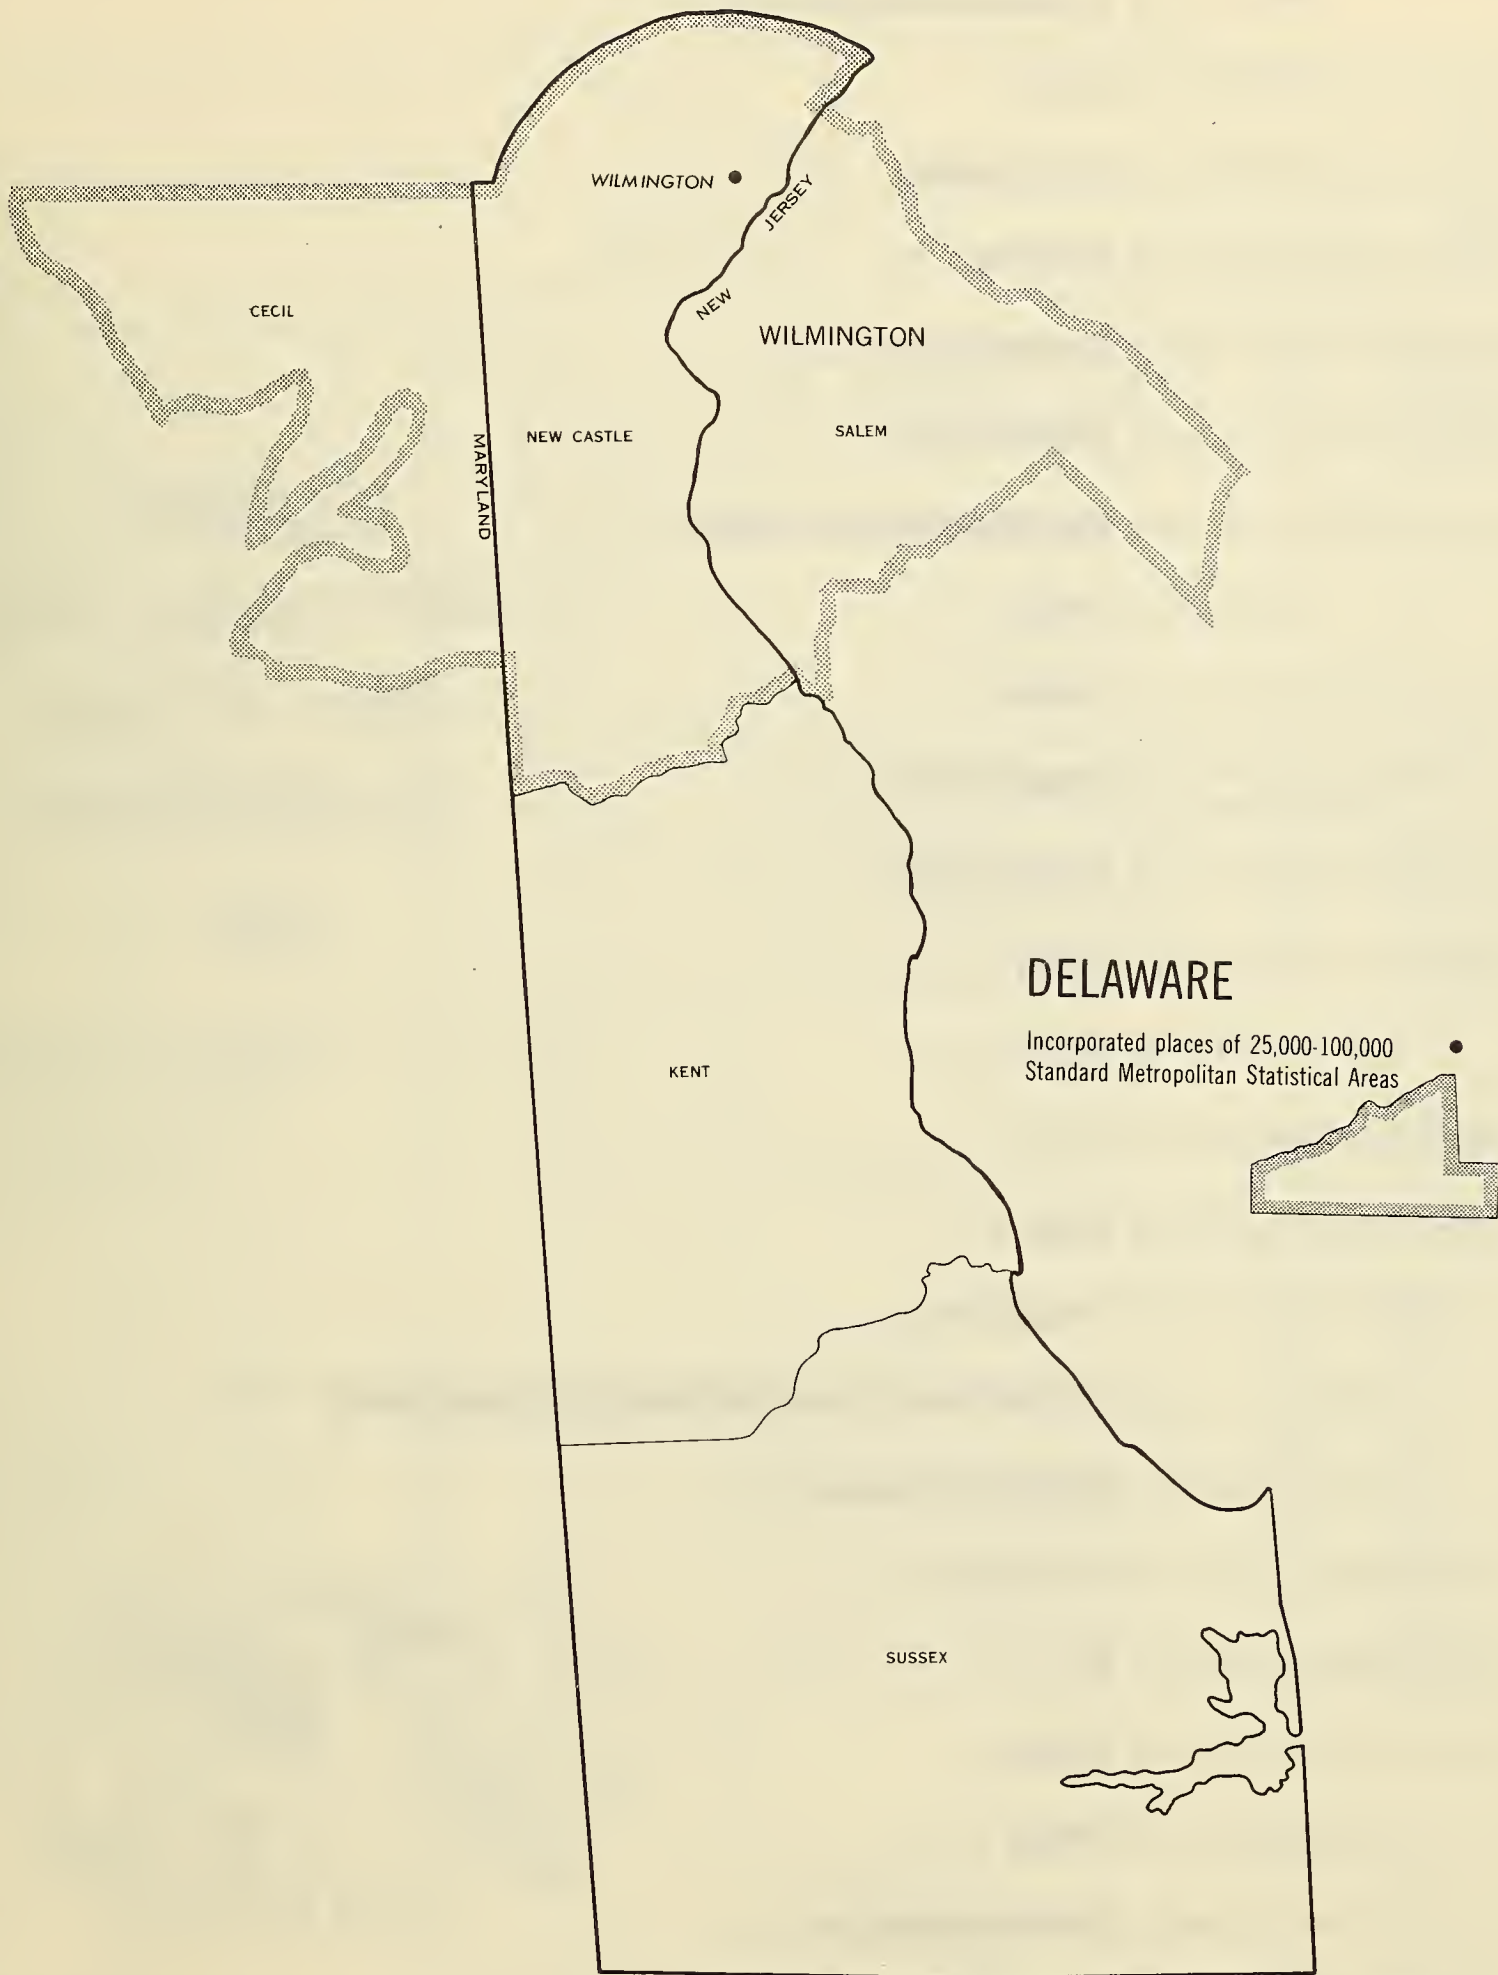 WILMINGTON
JERSEY
NEW
CECIL
WILMINGTON
MARYLAND
NEW CASTLE
SALEM
DELAWARE
Incorporated places of 25,000-100,000
Standard Metropolitan Statistical Areas
KENT
SUSSEX